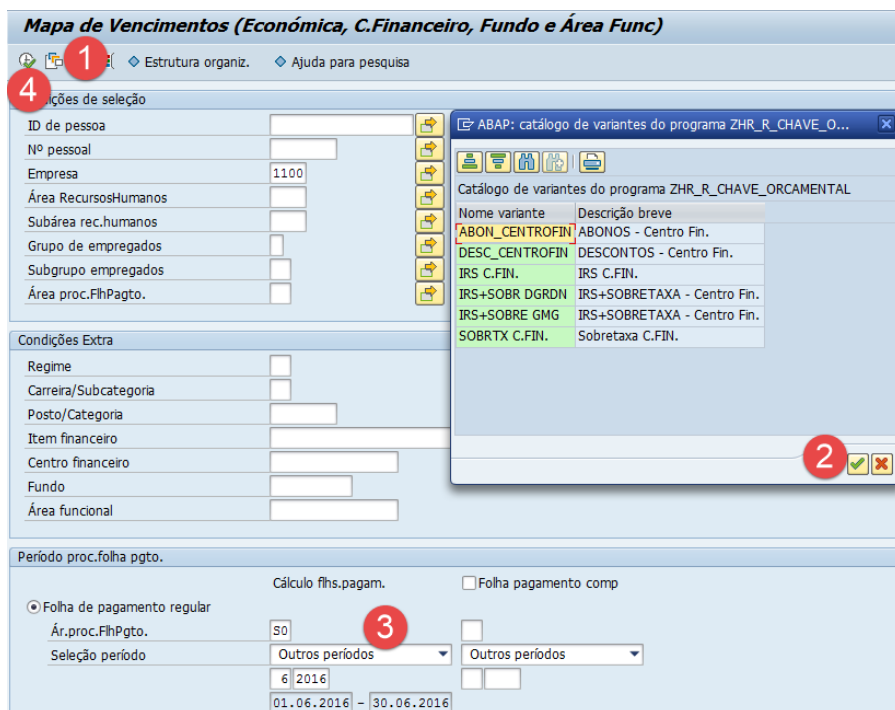 Mapa de Vencimentos (Económica, C.Financeiro, Fundo e Área Func)
1
Estrutura organiz. Ajuda para pesquisa
4
ições de seleção
ID de pessoa
Nº pessoal
Empresa 1100
Área RecursosHumanos
Subárea rec.humanos
Grupo de empregados
Subgrupo empregados
Área proc.FlhPagto.
ABAP: catálogo de variantes do programa ZHR_R_CHAVE_O...
Catálogo de variantes do programa ZHR_R_CHAVE_ORCAMENTAL
Nome variante Descrição breve
ABON_CENTROFIN ABONOS - Centro Fin.
DESC_CENTROFIN DESCONTOS - Centro Fin.
IRS C.FIN. IRS C.FIN.
IRS+SOBR DGRDN IRS+SOBRETAXA - Centro Fin.
IRS+SOBRE GMG IRS+SOBRETAXA - Centro Fin.
SOBRTX C.FIN. Sobretaxa C.FIN.
2
Condições Extra
Regime
Carreira/Subcategoria
Posto/Categoria
Item financeiro
Centro financeiro
Fundo
Área funcional
Período proc.folha pgto.
Cálculo flhs.pagam. Folha pagamento comp
Folha de pagamento regular
Ár.proc.FlhPgto. S0 3
Seleção período Outros períodos Outros períodos
6 2016
01.06.2016 - 30.06.2016